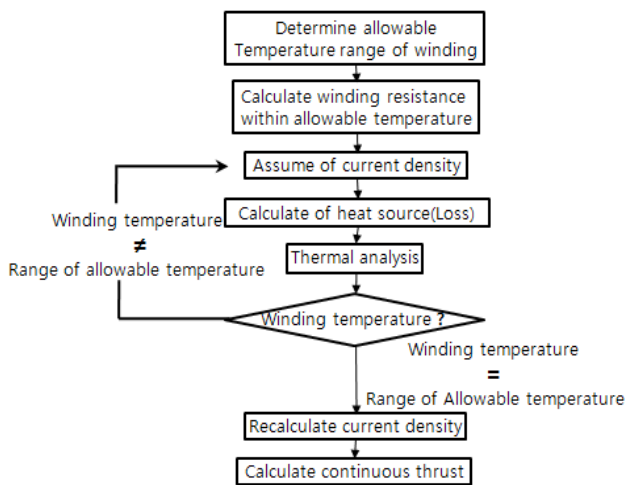 Determine allowable
Temperature range of winding
Calculate winding resistance
within allowable temperature
Assume of current density
Winding temperature
≠
Range of allowable temperature
Calculate of heat source(Loss)
Thermal analysis
Winding temperature ?
Winding temperature
=
Range of Allowable temperature
Recalculate current density
Calculate continuous thrust